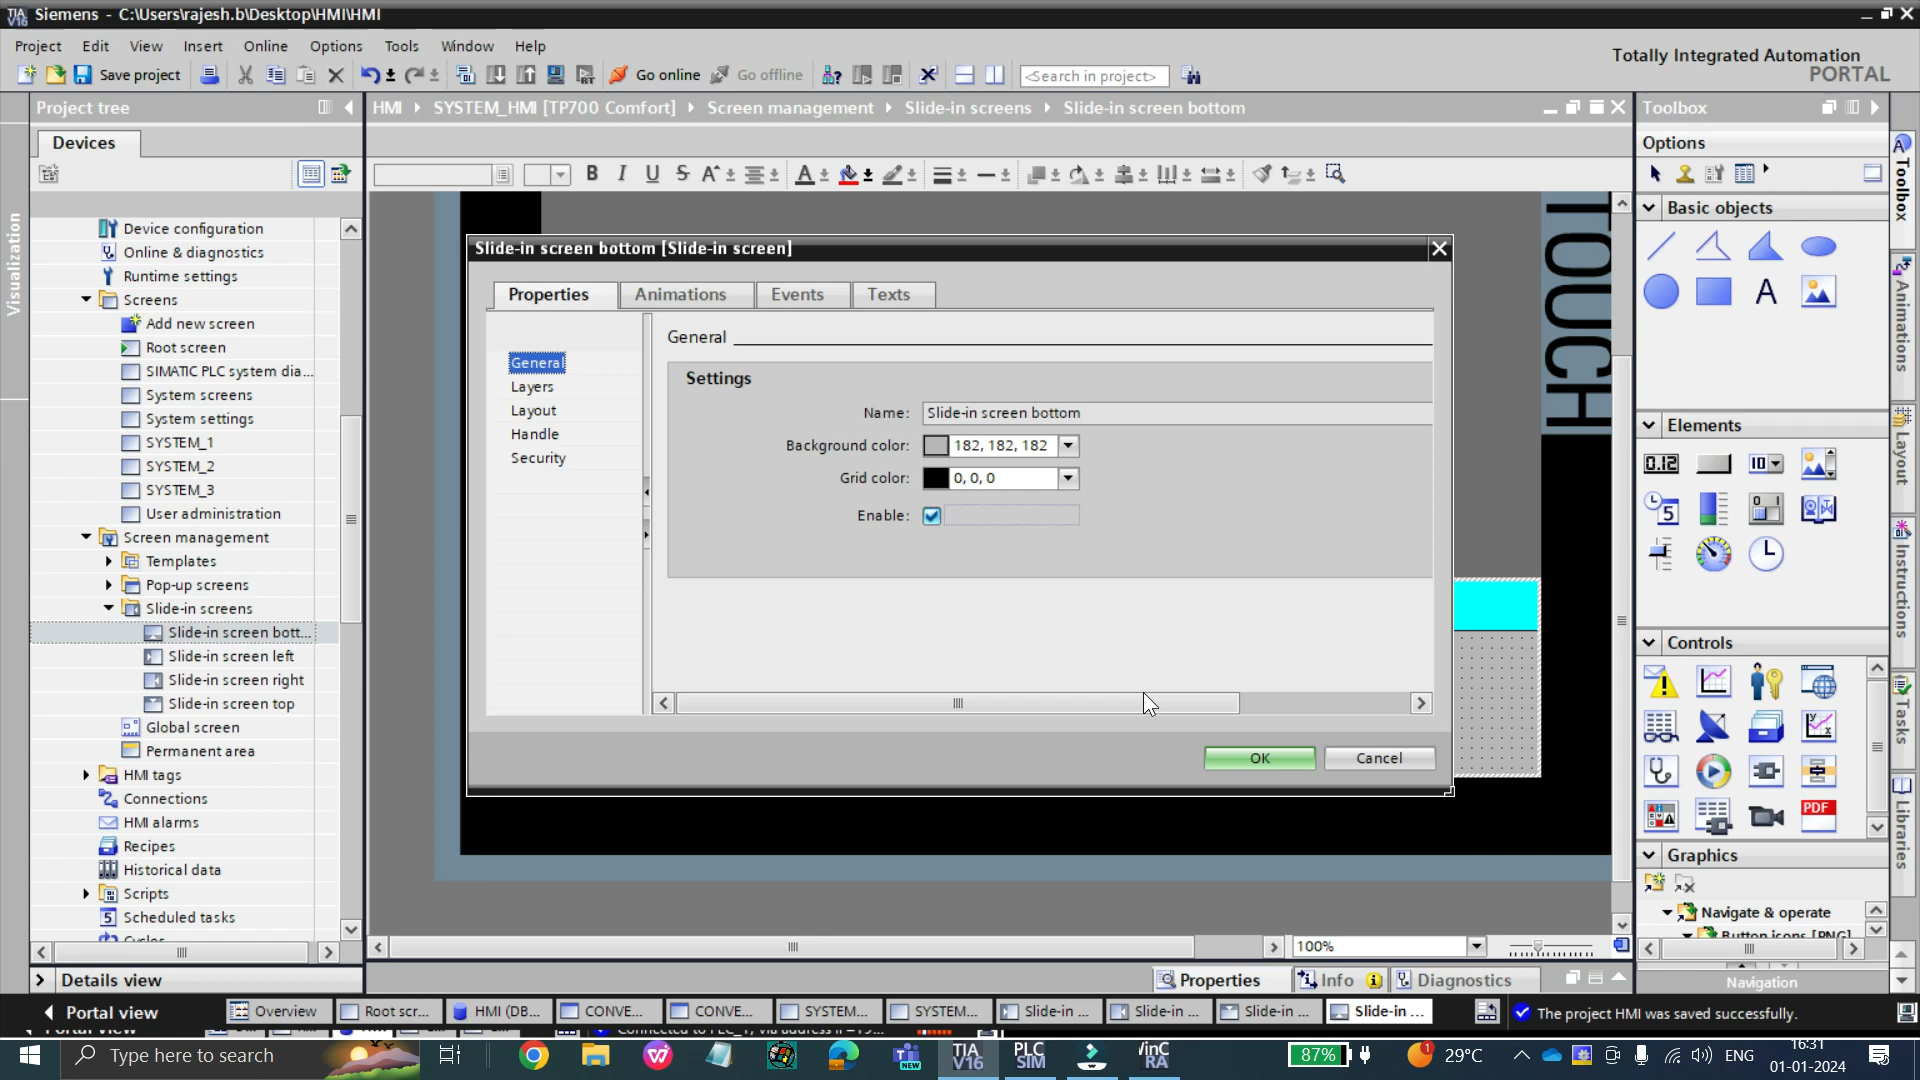 Siemens - C:\Users\rajesh.b\Desktop\HMI\HMI
Project Edit View Insert Online Options Tools Window Help
Totally Integrated Automation
PORTAL
Save project
Go online
Go offline
<Search in project>
Project tree
HMI
SYSTEM_HMI [TP700 Comfort]
Screen management
Slide-in screens
Slide-in screen bottom
Toolbox
Devices
Options
Visualization
Basic objects
Device configuration
Online & diagnostics
Runtime settings
Screens
Add new screen
Root screen
SIMATIC PLC system dia...
System screens
System settings
SYSTEM_1
SYSTEM_2
SYSTEM_3
User administration
Screen management
Templates
Pop-up screens
Slide-in screens
Slide-in screen bott...
Slide-in screen left
Slide-in screen right
Slide-in screen top
Global screen
Permanent area
HMI tags
Connections
HMI alarms
Recipes
Historical data
Scripts
Scheduled tasks
Details view
TOUCH
Slide-in screen bottom [Slide-in screen]
Properties Animations Events Texts
General
Layers
Layout
Handle
Security
General
Settings
Name: Slide-in screen bottom
Background color: 182, 182, 182
Grid color: 0, 0, 0
Enable:
OK Cancel
100%
Properties
Info
Diagnostics
Elements
Controls
Graphics
Navigate & operate
Button icons [PNG]
Navigation
Toolbox
Animations
Layout
Instructions
Tasks
Libraries
Portal view
Overview
Root scr...
HMI (DB...
CONVE...
CONVE...
SYSTEM...
SYSTEM...
Slide-in ...
Slide-in ...
Slide-in ...
Slide-in ...
The project HMI was saved successfully.
Type here to search
87%
29°C
ENG
16:31
01-01-2024